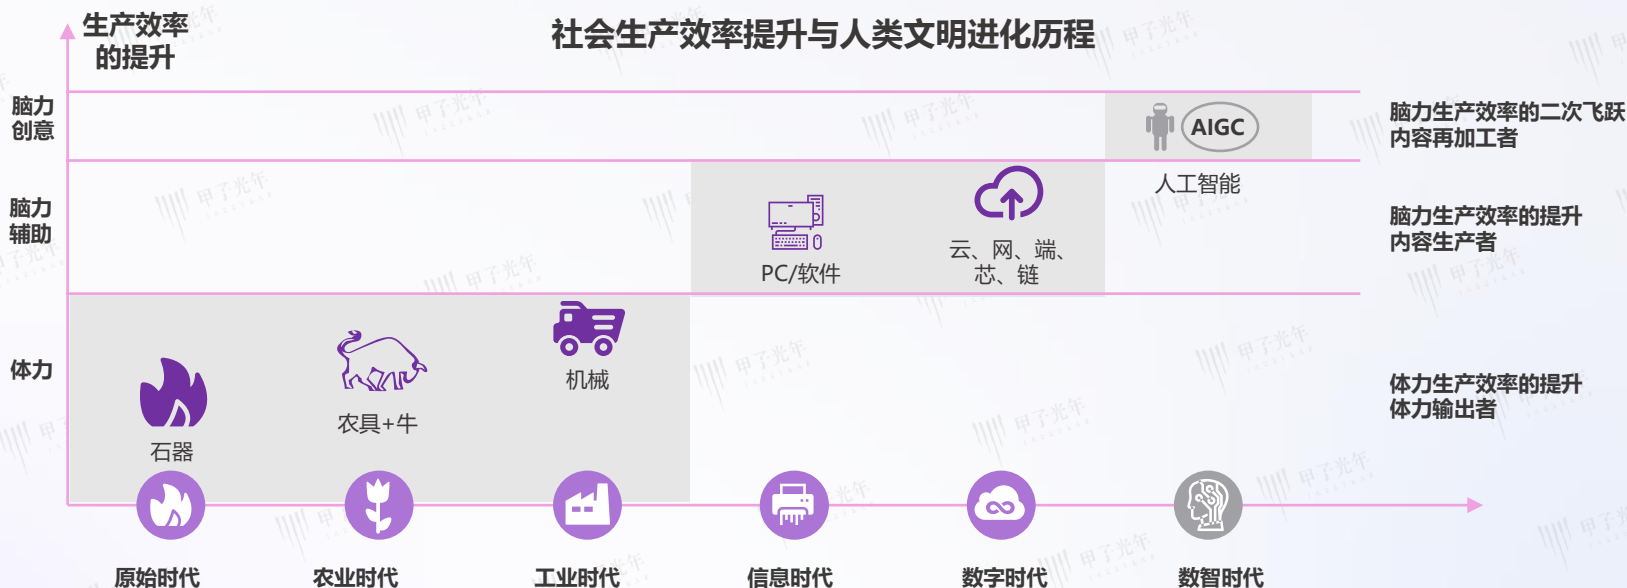 生产效率
的提升
社会生产效率提升与人类文明进化历程
脑力
创意
AIGC
人工智能
脑力生产效率的二次飞跃
内容再加工者
脑力
辅助
PC/软件
云、网、端、
芯、链
脑力生产效率的提升
内容生产者
体力
石器
农具+牛
机械
体力生产效率的提升
体力输出者
原始时代
农业时代
工业时代
信息时代
数字时代
数智时代
甲子光年